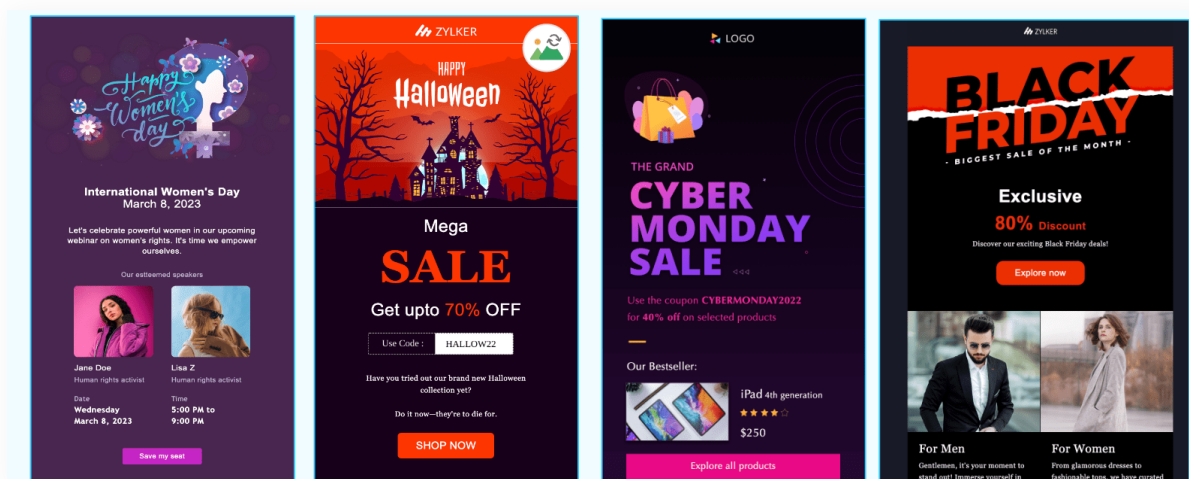 Happy
Women's
day
International Women's Day
March 8, 2023
Let's celebrate powerful women in our upcoming
webinar on women's rights. It's time we empower
ourselves.
Our esteemed speakers
Jane Doe
Human rights activist
Lisa Z
Human rights activist
Date
Wednesday
March 8, 2023
Time
5:00 PM to
9:00 PM
Save my seat
ZYLKER
HAPPY
Halloween
Mega
SALE
Get upto 70% OFF
Use Code :
HALLOW22
Have you tried out our brand new Halloween
collection yet?
Do it now—they're to die for.
SHOP NOW
LOGO
THE GRAND
CYBER
MONDAY
SALE
Use the coupon CYBERMONDAY2022
for 40% off on selected products
Our Bestseller:
iPad 4th generation
$250
Explore all products
ZYLKER
BLACK
FRIDAY
- BIGGEST SALE OF THE MONTH -
Exclusive
80% Discount
Discover our exciting Black Friday deals!
Explore now
For Men
Gentlemen, it's your moment to
stand out! Immerse yourself in
For Women
From glamorous dresses to
fashionable tops, we have curated